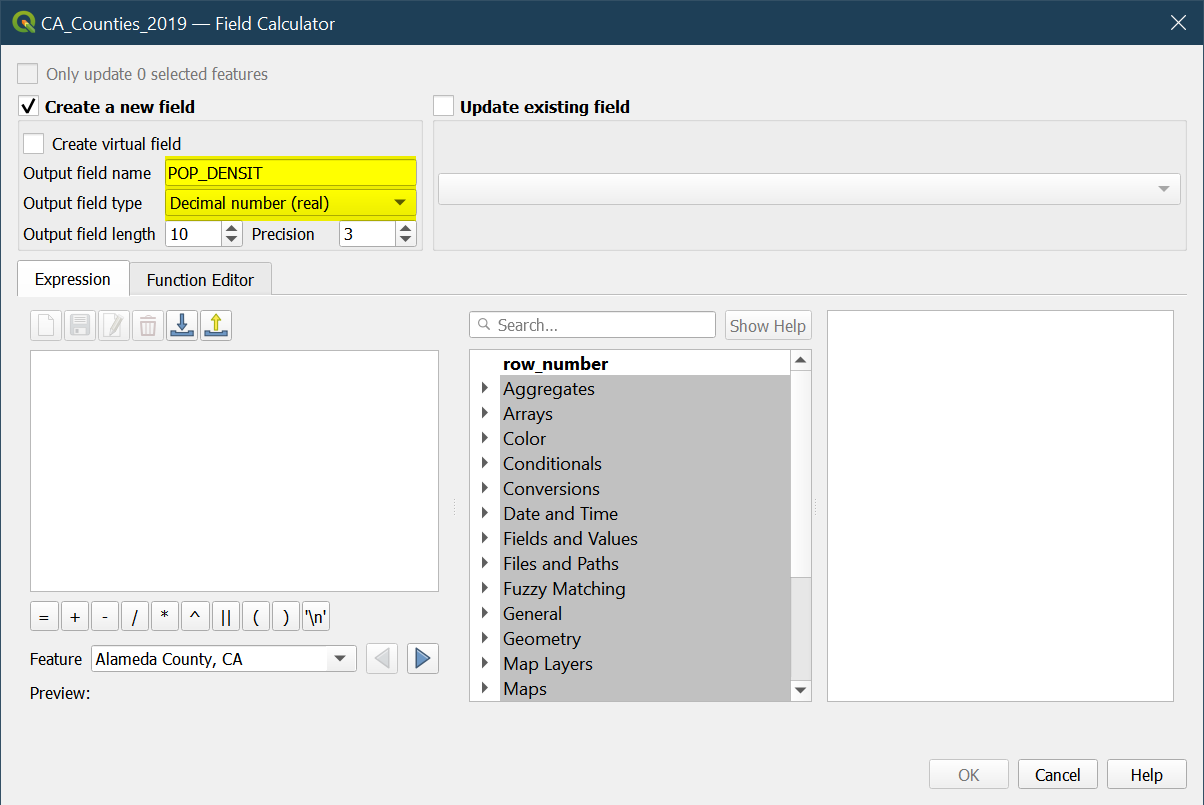 CA_Counties_2019 — Field Calculator
Only update 0 selected features
Create a new field
Update existing field
Create virtual field
Output field name POP_DENSIT
Output field type Decimal number (real)
Output field length 10 Precision 3
Expression Function Editor
Search... Show Help
row_number
Aggregates
Arrays
Color
Conditionals
Conversions
Date and Time
Fields and Values
Files and Paths
Fuzzy Matching
General
Geometry
Map Layers
Maps
= + - / * ^ || ( ) '\n'
Feature Alameda County, CA
Preview:
OK Cancel Help